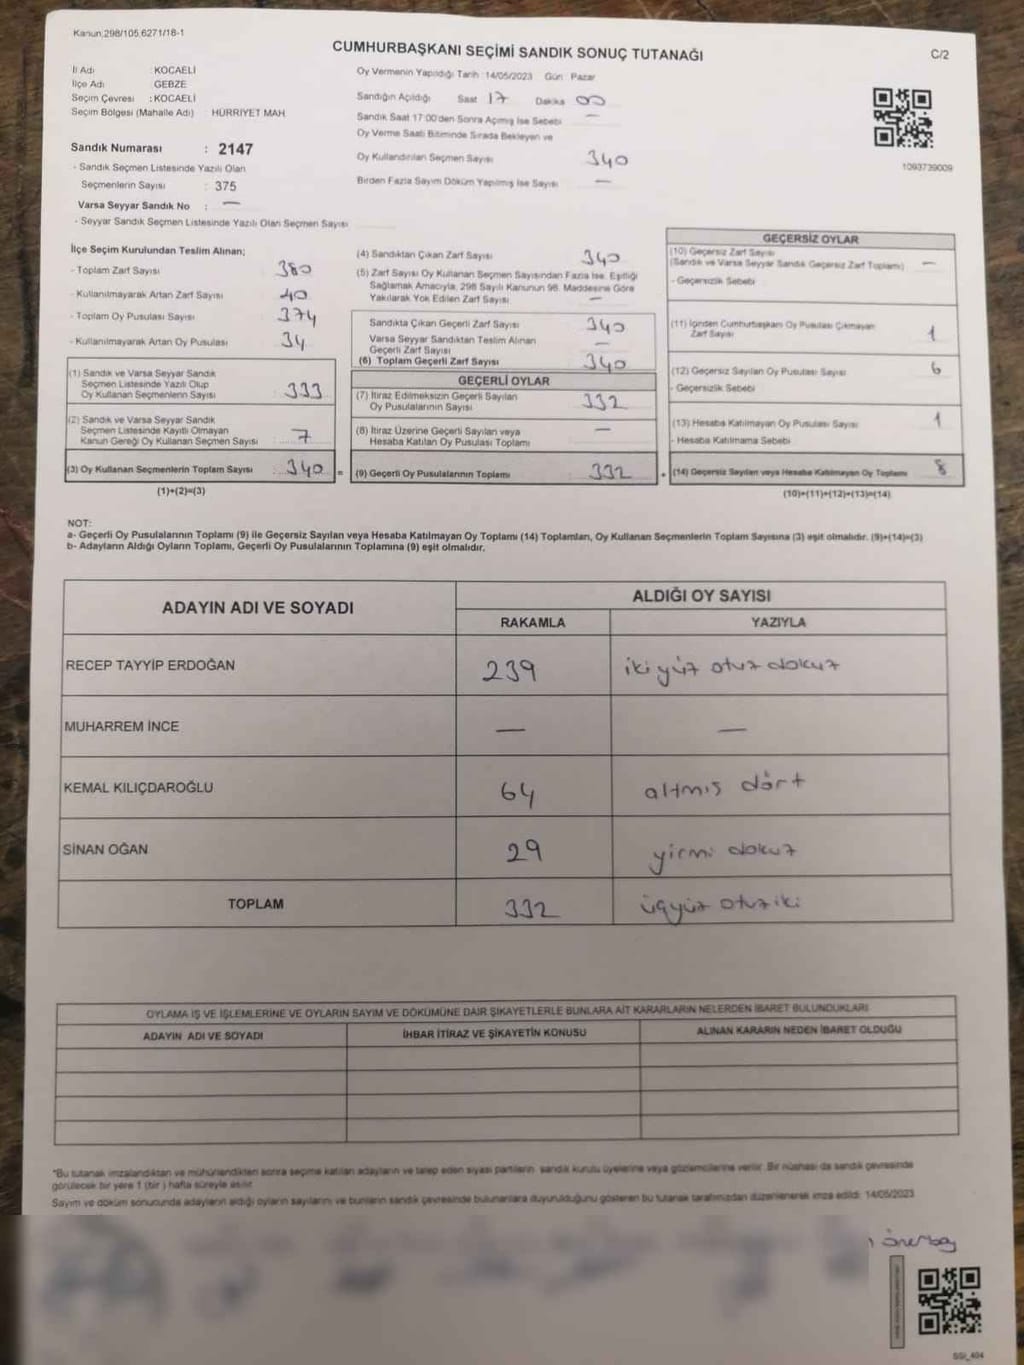 Kanun.298/105,6271/18-1
CUMHURBAŞKANI SEÇİMİ SANDIK SONUÇ TUTANAĞI
C/2
İl Adı : KOCAELİ
İlçe Adı GEBZE
Seçim Çevresi : KOCAELİ
Seçim Bölgesi (Mahalle Adı) : HÜRRİYET MAH
Sandık Numarası : 2147
- Sandık Seçmen Listesinde Yazılı Olan
Seçmenlerin Sayısı : 375
Varsa Seyyar Sandık No : —
- Seyyar Sandık Seçmen Listesinde Yazılı Olan Seçmen Sayısı
Oy Vermenin Yapıldığı Tarih 14/05/2023 Gün Pazar
Sandığın Açıldığı Saat 17 Dakika 00
Sandık Saat 17:00'den Sonra Açmış İse Sebebi —
Oy Verme Saati Bitiminde Sırada Bekleyen ve
Oy Kullandırılan Seçmen Sayısı 340
Birden Fazla Sayım Döküm Yapılmış İse Sayısı —
1093739009
İlçe Seçim Kurulundan Teslim Alınan;
- Toplam Zarf Sayısı 380
- Kullanılmayarak Artan Zarf Sayısı 40
- Toplam Oy Pusulası Sayısı 374
- Kullanılmayarak Artan Oy Pusulası 34
(1) Sandık ve Varsa Seyyar Sandık
Seçmen Listesinde Yazılı Olup
Oy Kullanan Seçmenlerin Sayısı 333
(2) Sandık ve Varsa Seyyar Sandık
Seçmen Listesinde Kayıtlı Olmayan
Kanun Gereği Oy Kullanan Seçmen Sayısı 7
(3) Oy Kullanan Seçmenlerin Toplam Sayısı 340 =
(1)+(2)=(3)
(4) Sandıktan Çıkan Zarf Sayısı 340
(5) Zarf Sayısı Oy Kullanan Seçmen Sayısından Fazla İse, Eşitliği
Sağlamak Amacıyla, 298 Sayılı Kanunun 98. Maddesine Göre
Yakılarak Yok Edilen Zarf Sayısı —
Sandıkta Çıkan Geçerli Zarf Sayısı 340
Varsa Seyyar Sandıktan Teslim Alınan
Geçerli Zarf Sayısı —
(6) Toplam Geçerli Zarf Sayısı 340
GEÇERLİ OYLAR
(7) İtiraz Edilmeksizin Geçerli Sayılan
Oy Pusulalarının Sayısı 332
(8) İtiraz Üzerine Geçerli Sayılan veya
Hesaba Katılan Oy Pusulası Toplamı —
(9) Geçerli Oy Pusulalarının Toplamı 332 +
GEÇERSİZ OYLAR
(10) Geçersiz Zarf Sayısı
(Sandık ve Varsa Seyyar Sandık Geçersiz Zarf Toplamı) —
- Geçersizlik Sebebi
(11) İçinden Cumhurbaşkanı Oy Pusulası Çıkmayan
Zarf Sayısı 1
(12) Geçersiz Sayılan Oy Pusulası Sayısı 6
- Geçersizlik Sebebi
(13) Hesaba Katılmayan Oy Pusulası Sayısı 1
- Hesaba Katılmama Sebebi
(14) Geçersiz Sayılan veya Hesaba Katılmayan Oy Toplamı 8
(10)+(11)+(12)+(13)=(14)
NOT:
a- Geçerli Oy Pusulalarının Toplamı (9) ile Geçersiz Sayılan veya Hesaba Katılmayan Oy Toplamı (14) Toplamları, Oy Kullanan Seçmenlerin Toplam Sayısına (3) eşit olmalıdır. (9)+(14)=(3)
b- Adayların Aldığı Oyların Toplamı, Geçerli Oy Pusulalarının Toplamına (9) eşit olmalıdır.
ADAYIN ADI VE SOYADI
ALDIĞI OY SAYISI
RAKAMLA YAZIYLA
RECEP TAYYİP ERDOĞAN 239 ikiyüz otuz dokuz
MUHARREM İNCE — —
KEMAL KILIÇDAROĞLU 64 altmış dört
SİNAN OĞAN 29 yirmi dokuz
TOPLAM 332 üçyüz otuz iki
OYLAMA İŞ VE İŞLEMLERİNE VE OYLARIN SAYIM VE DÖKÜMÜNE DAİR ŞİKAYETLERLE BUNLARA AİT KARARLARIN NELERDEN İBARET BULUNDUKLARI
ADAYIN ADI VE SOYADI İHBAR İTİRAZ VE ŞİKAYETİN KONUSU ALINAN KARARIN NEDEN İBARET OLDUĞU
*Bu tutanak imzalandıktan ve mühürlendikten sonra seçime katılan adayların ve talep eden siyasi partilerin sandık kurulu üyelerine veya gözlemcilerine verilir. Bir nüshası da sandık çevresinde
görülecek bir yere 1 (bir ) hafta süreyle asılır.
Sayım ve döküm sonucunda adayların aldığı oyların sayılarını ve bunların sandık çevresinde bulunanlara duyurulduğunu gösteren bu tutanak tarafımızdan düzenlenerek imza edildi. 14/05/2023